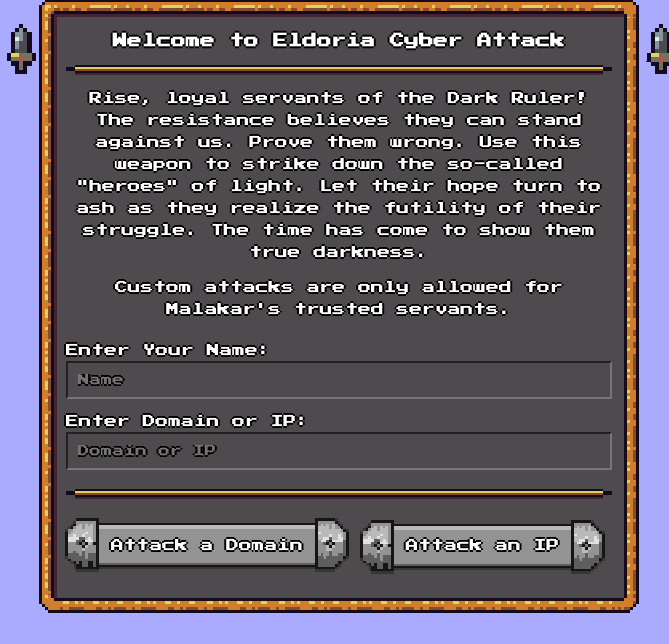 Welcome to Eldoria Cyber Attack
Rise, loyal servants of the Dark Ruler!
The resistance believes they can stand
against us. Prove them wrong. Use this
weapon to strike down the so-called
"heroes" of light. Let their hope turn to
ash as they realize the futility of their
struggle. The time has come to show them
true darkness.
Custom attacks are only allowed for
Malakar's trusted servants.
Enter Your Name:
Name
Enter Domain or IP:
Domain or IP
Attack a Domain
Attack an IP